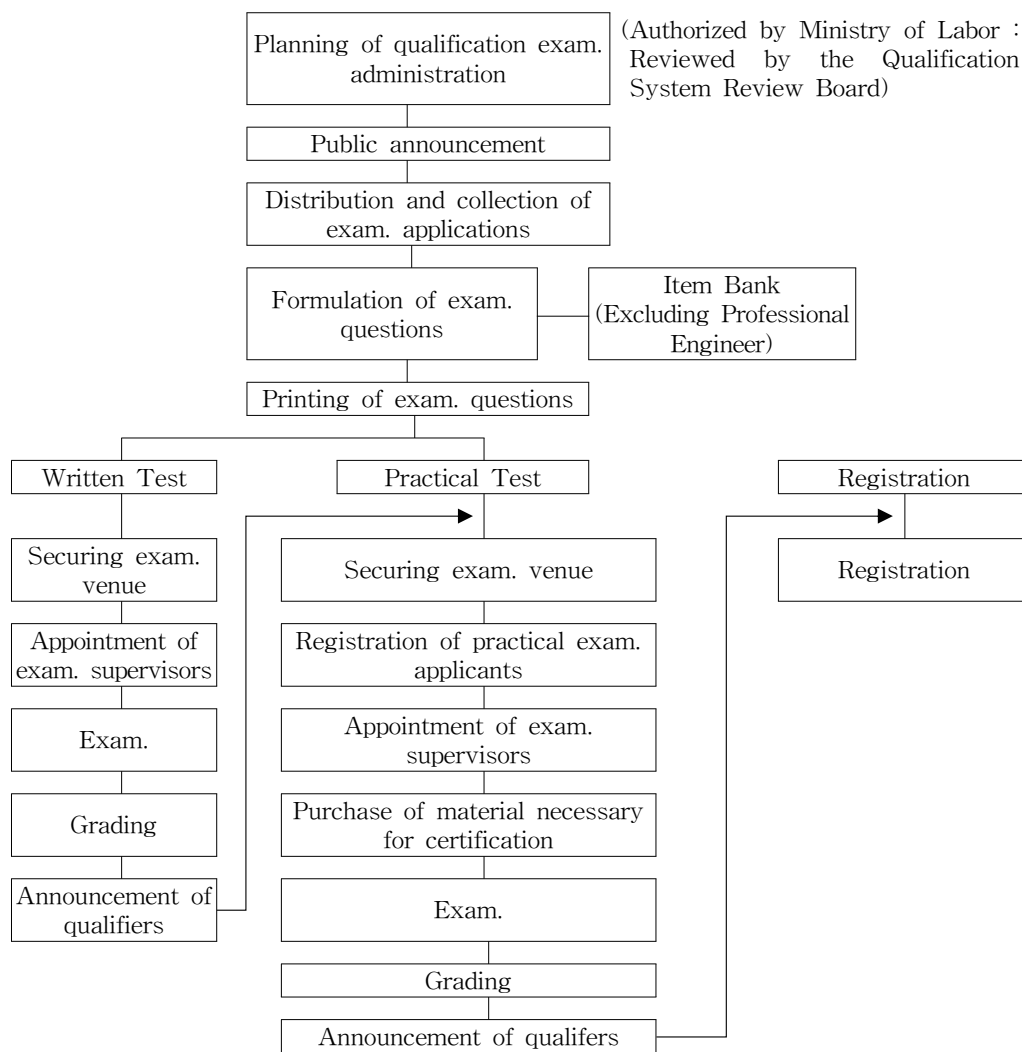 Planning of qualification exam.
administration
(Authorized by Ministry of Labor :
Reviewed by the Qualification
System Review Board)
Public announcement
Distribution and collection of
exam. applications
Formulation of exam.
questions
Item Bank
(Excluding Professional
Engineer)
Printing of exam. questions
Written Test
Securing exam.
venue
Appointment of
exam. supervisors
Exam.
Grading
Announcement of
qualifiers
Practical Test
Securing exam. venue
Registration of practical exam.
applicants
Appointment of exam.
supervisors
Purchase of material necessary
for certification
Exam.
Grading
Announcement of qualifers
Registration
Registration